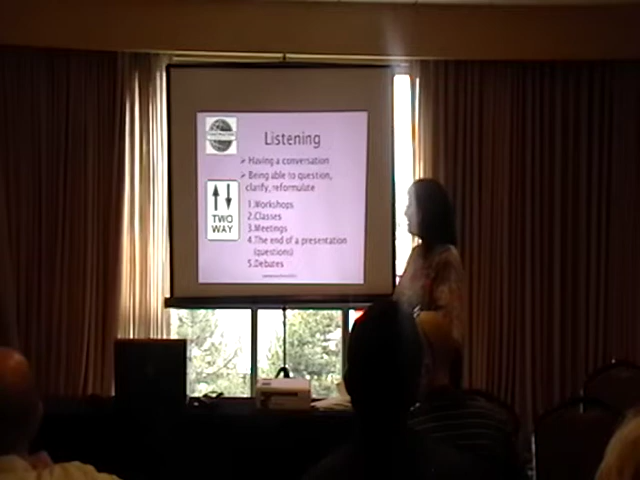 Listening
➢ Having a conversation
➢ Being able to question,
clarify, reformulate
TWO
WAY
1.Workshops
2.Classes
3.Meetings
4.The end of a presentation
(questions)
5.Debates